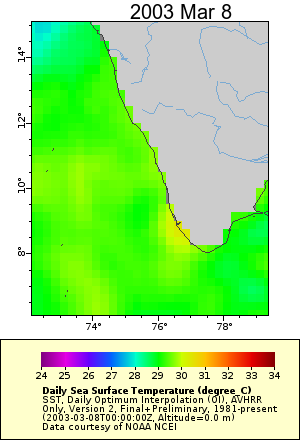 2003 Mar 8
14°
12°
10°
8°
74°
76°
78°
24 25 26 27 28 29 30 31 32 33 34
Daily Sea Surface Temperature (degree_C)
SST, Daily Optimum Interpolation (OI), AVHRR
Only, Version 2, Final+Preliminary, 1981-present
(2003-03-08T00:00:00Z, Altitude=0.0 m)
Data courtesy of NOAA NCEI